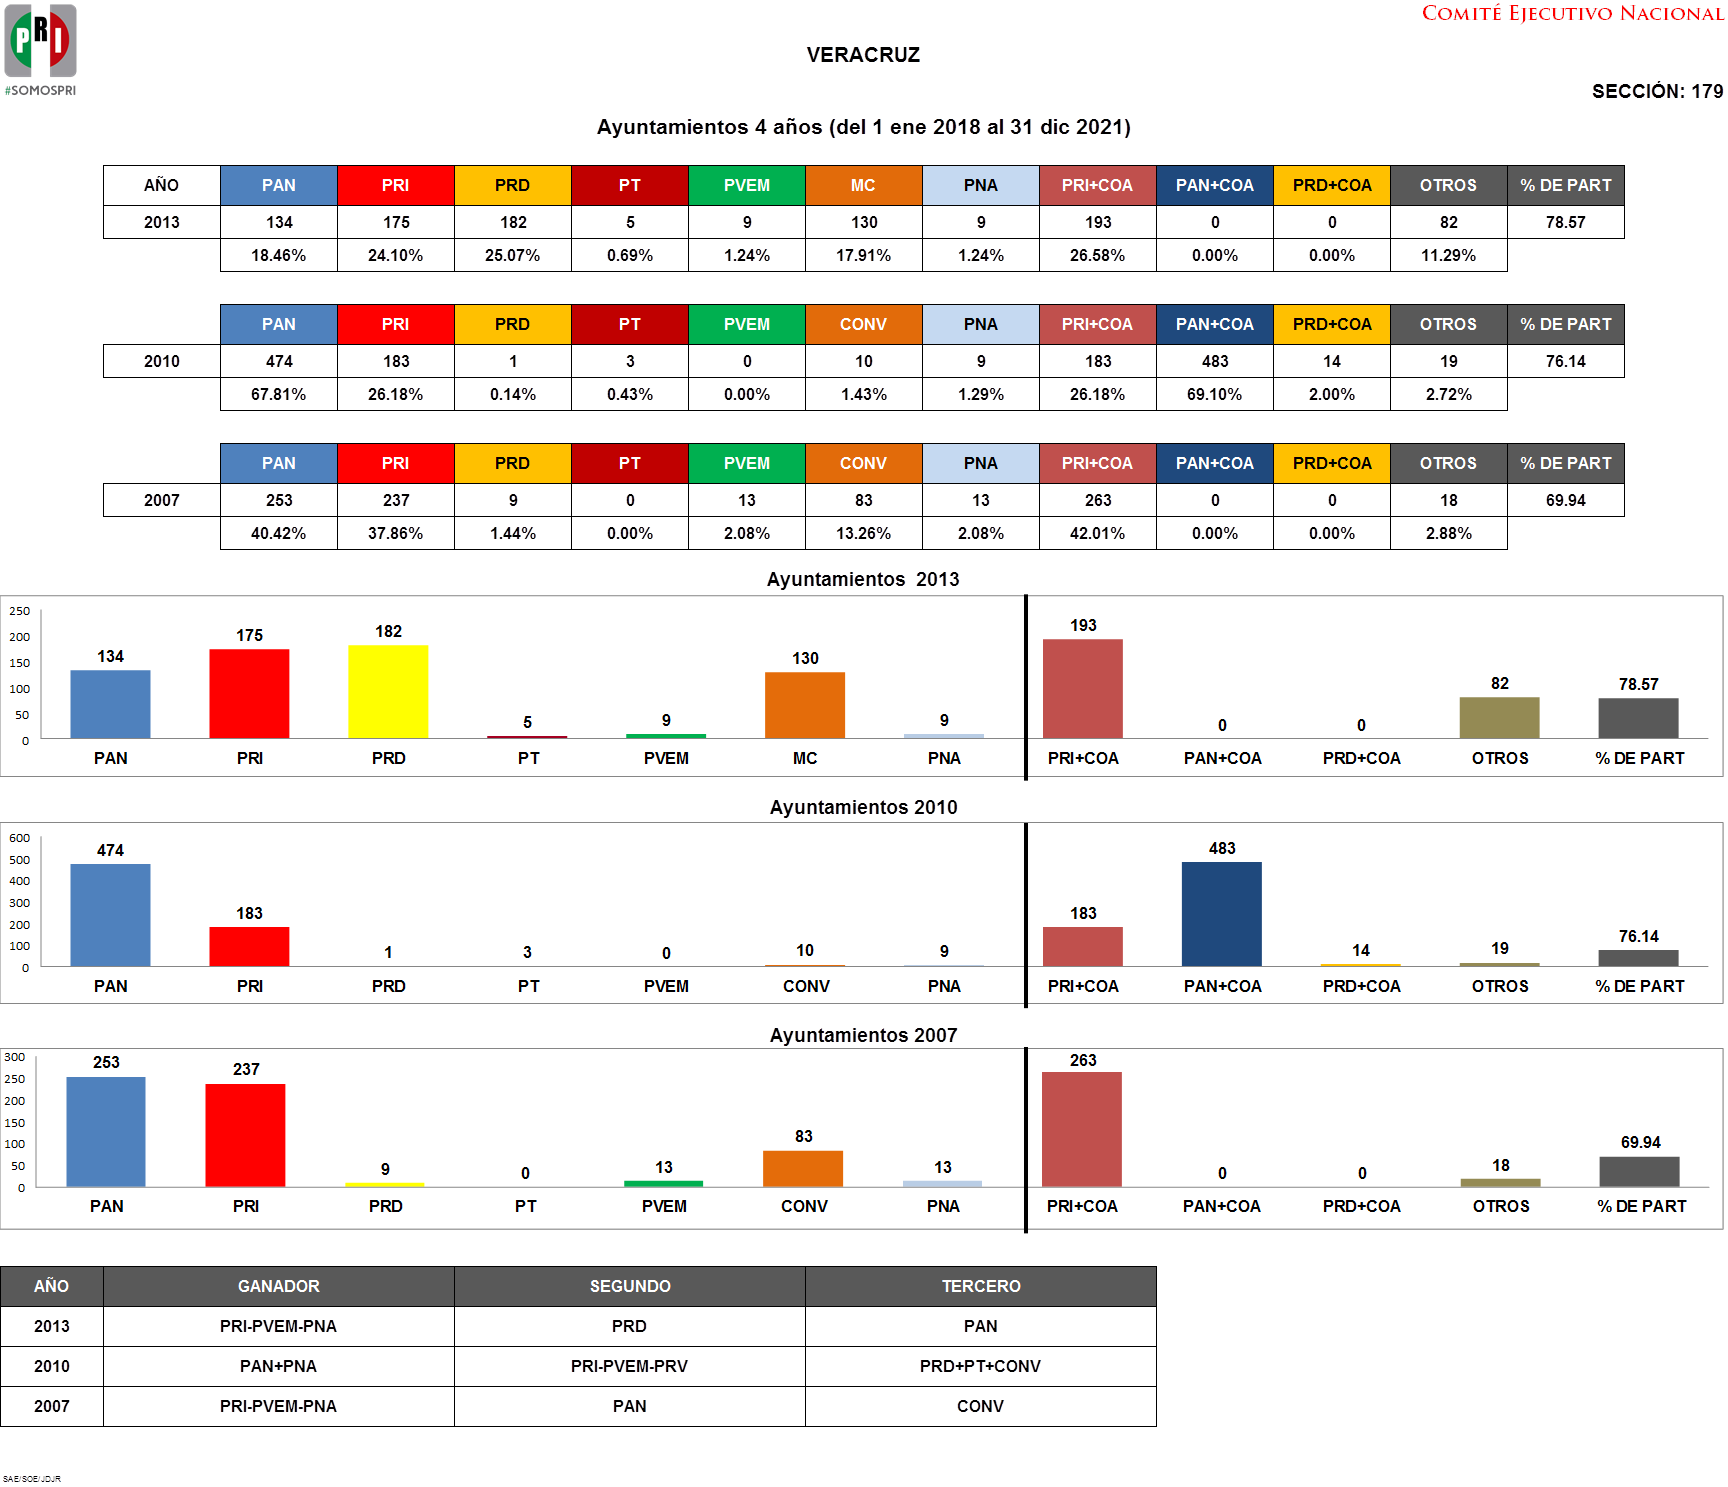 PRI
#SOMOSPRI
COMITÉ EJECUTIVO NACIONAL
VERACRUZ
SECCIÓN: 179
Ayuntamientos 4 años (del 1 ene 2018 al 31 dic 2021)
AÑO PAN PRI PRD PT PVEM MC PNA PRI+COA PAN+COA PRD+COA OTROS % DE PART
2013 134 175 182 5 9 130 9 193 0 0 82 78.57
18.46% 24.10% 25.07% 0.69% 1.24% 17.91% 1.24% 26.58% 0.00% 0.00% 11.29%
PAN PRI PRD PT PVEM CONV PNA PRI+COA PAN+COA PRD+COA OTROS % DE PART
2010 474 183 1 3 0 10 9 183 483 14 19 76.14
67.81% 26.18% 0.14% 0.43% 0.00% 1.43% 1.29% 26.18% 69.10% 2.00% 2.72%
PAN PRI PRD PT PVEM CONV PNA PRI+COA PAN+COA PRD+COA OTROS % DE PART
2007 253 237 9 0 13 83 13 263 0 0 18 69.94
40.42% 37.86% 1.44% 0.00% 2.08% 13.26% 2.08% 42.01% 0.00% 0.00% 2.88%
Ayuntamientos 2013
250
200
150
100
50
0
134 175 182 5 9 130 9 193 0 0 82 78.57
PAN PRI PRD PT PVEM MC PNA PRI+COA PAN+COA PRD+COA OTROS % DE PART
Ayuntamientos 2010
600
500
400
300
200
100
0
474 183 1 3 0 10 9 183 483 14 19 76.14
PAN PRI PRD PT PVEM CONV PNA PRI+COA PAN+COA PRD+COA OTROS % DE PART
Ayuntamientos 2007
300
250
200
150
100
50
0
253 237 9 0 13 83 13 263 0 0 18 69.94
PAN PRI PRD PT PVEM CONV PNA PRI+COA PAN+COA PRD+COA OTROS % DE PART
AÑO GANADOR SEGUNDO TERCERO
2013 PRI-PVEM-PNA PRD PAN
2010 PAN+PNA PRI-PVEM-PRV PRD+PT+CONV
2007 PRI-PVEM-PNA PAN CONV
SAE/SOE/JDJR